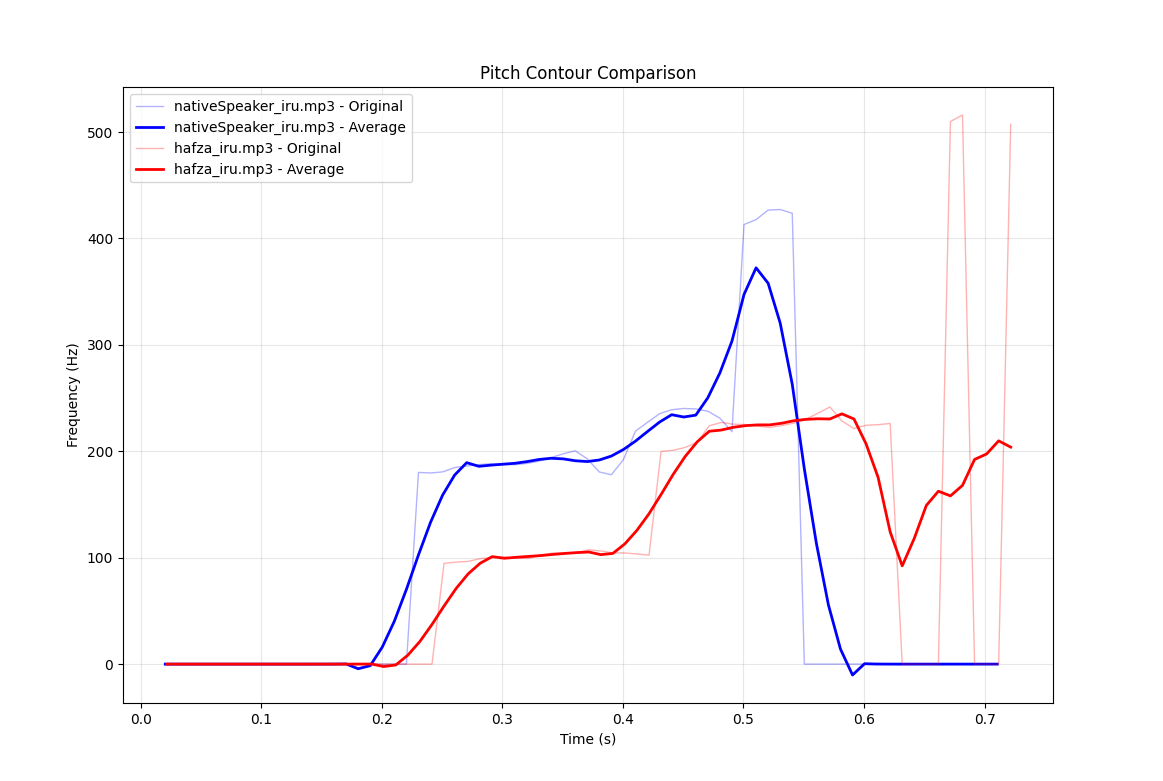 Pitch Contour Comparison
nativeSpeaker_iru.mp3 - Original
nativeSpeaker_iru.mp3 - Average
hafza_iru.mp3 - Original
hafza_iru.mp3 - Average
500
400
300
200
100
0
Frequency (Hz)
0.0 0.1 0.2 0.3 0.4 0.5 0.6 0.7
Time (s)